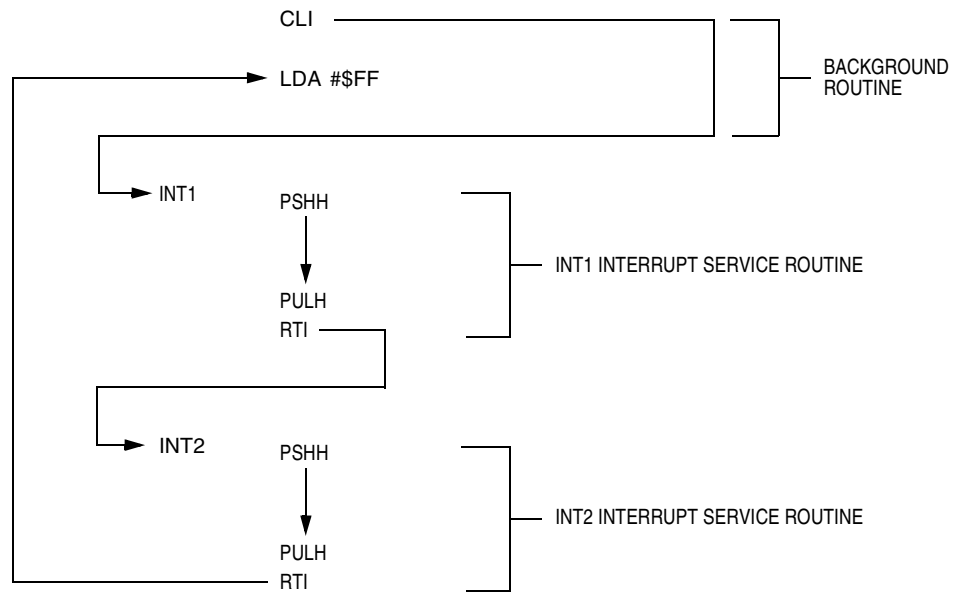 CLI
LDA #$FF
BACKGROUND
ROUTINE
INT1
PSHH
INT1 INTERRUPT SERVICE ROUTINE
PULH
RTI
INT2
PSHH
INT2 INTERRUPT SERVICE ROUTINE
PULH
RTI